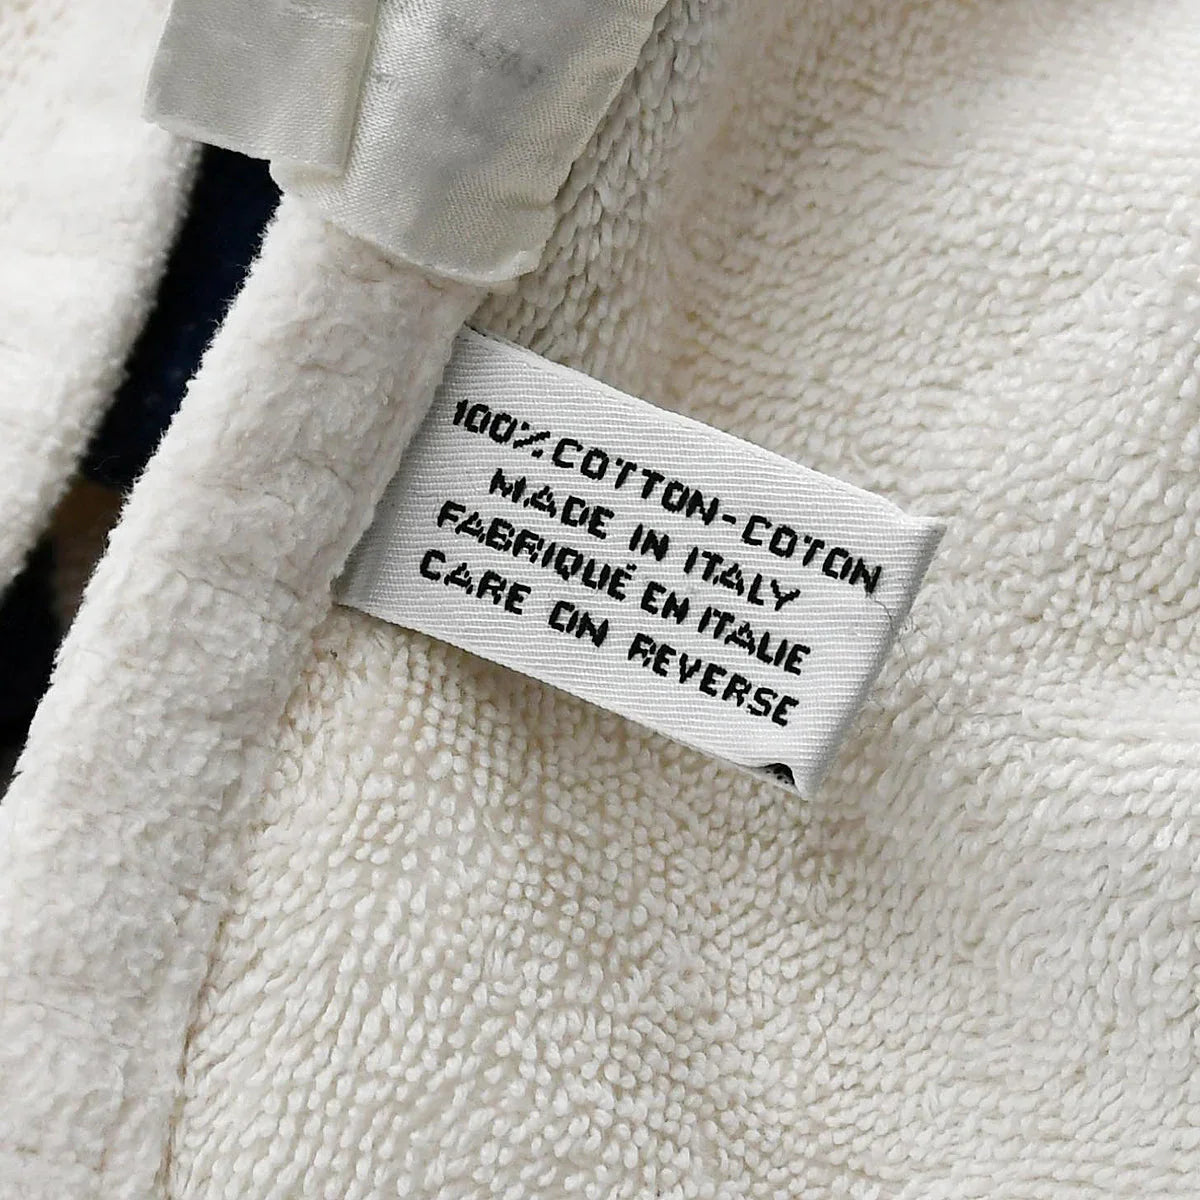 100% COTTON-COTON
MADE IN ITALY
FABRIQUÉ EN ITALIE
CARE ON REVERSE